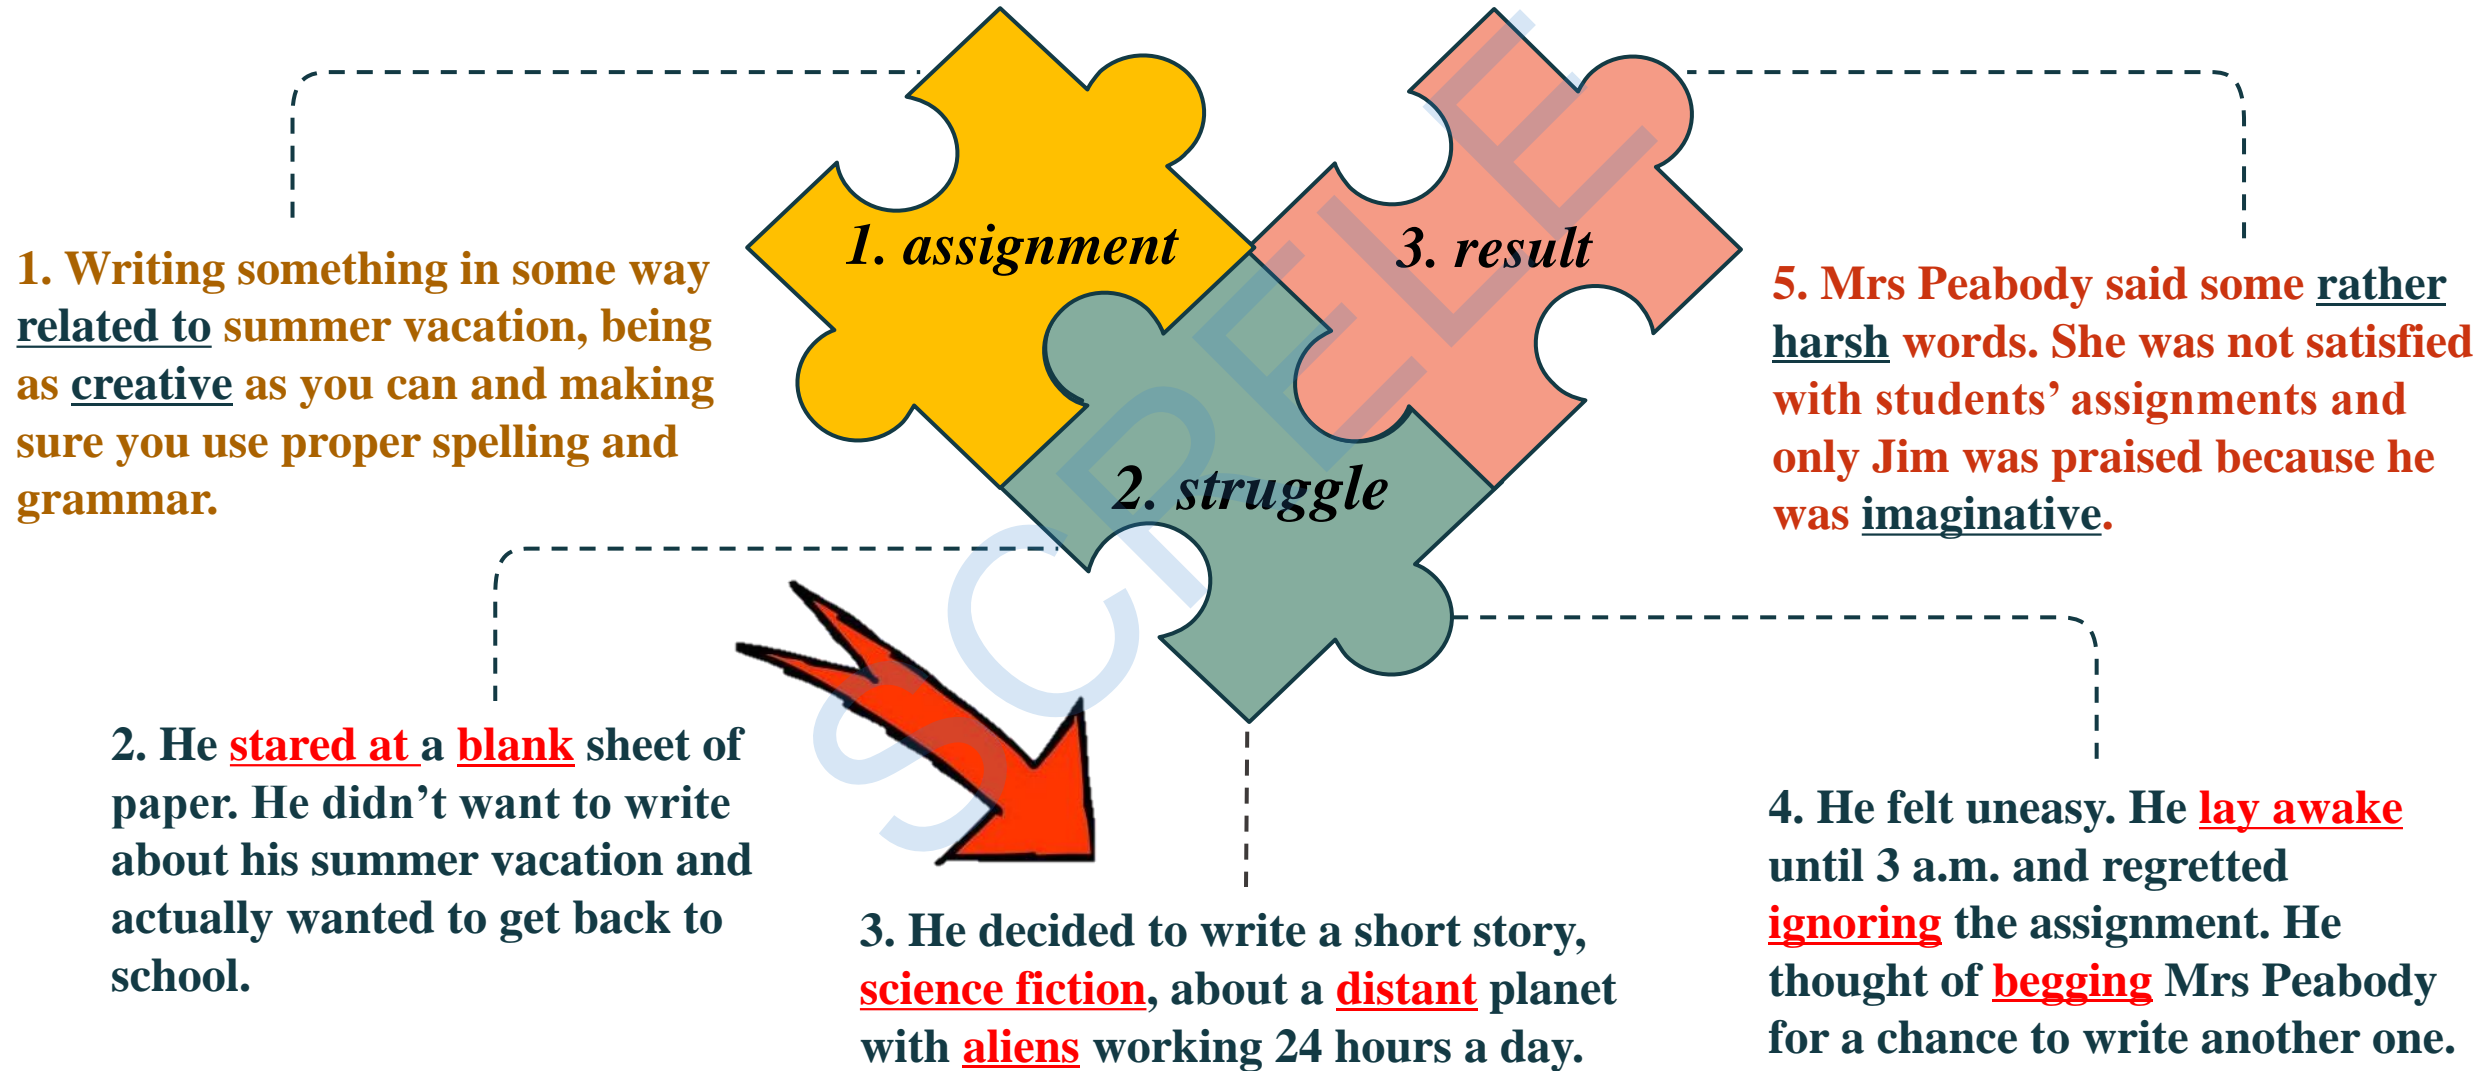 1. assignment
3. result
2. struggle
1. Writing something in some way
related to summer vacation, being
as creative as you can and making
sure you use proper spelling and
grammar.
2. He stared at a blank sheet of
paper. He didn’t want to write
about his summer vacation and
actually wanted to get back to
school.
3. He decided to write a short story,
science fiction, about a distant planet
with aliens working 24 hours a day.
4. He felt uneasy. He lay awake
until 3 a.m. and regretted
ignoring the assignment. He
thought of begging Mrs Peabody
for a chance to write another one.
5. Mrs Peabody said some rather
harsh words. She was not satisfied
with students’ assignments and
only Jim was praised because he
was imaginative.
SCRELE